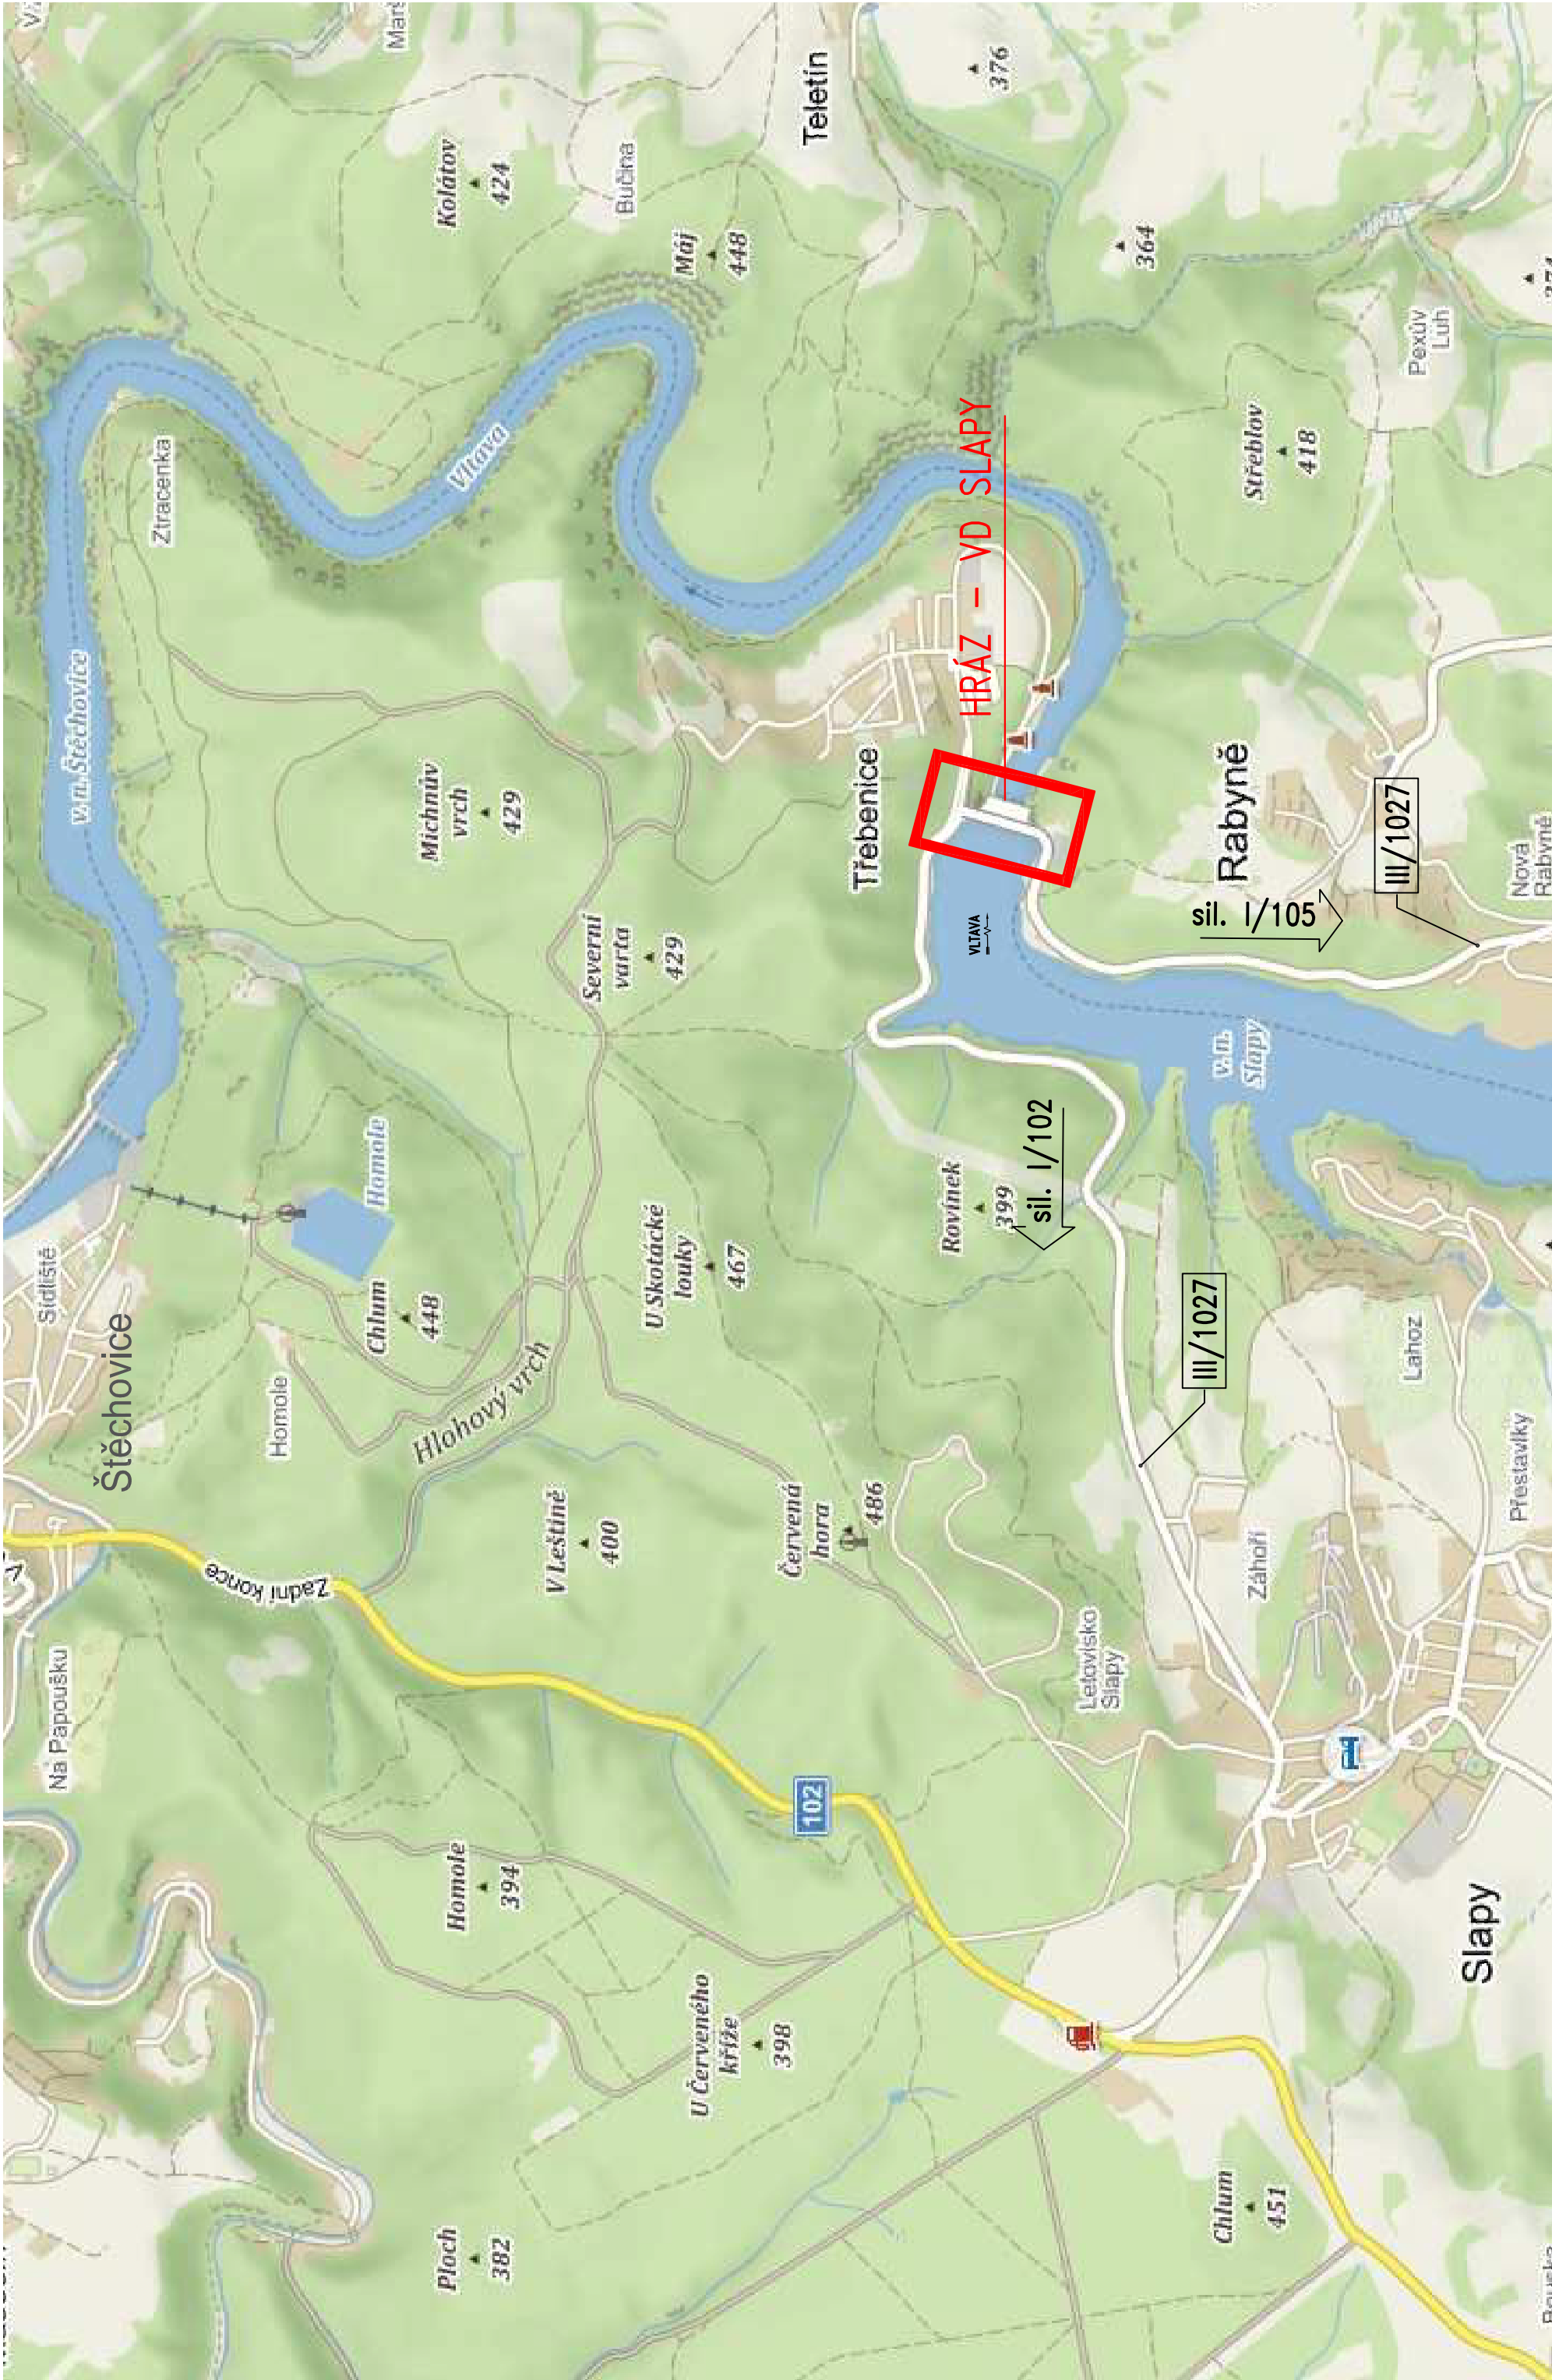 Na Papoušku
Štěchovice
Sídliště
v.n. Štěchovice
Ztracenka
Zadní konce
Homole
Chlum
448
Homole
Hlohový vrch
Ploch
382
Homole
394
Michnův
vrch
429
Kolátov
424
Vltava
V Leštině
400
Severní
varta
429
Bučina
U Skotácké
louky
467
Máj
448
U Červeného
kříže
398
Červená
hora
486
102
Teletín
Třebenice
Rovínek
399
VLTAVA
HRÁZ – VD SLAPY
376
sil. I/102
Letovisko
Slapy
364
III/1027
sil. I/105
Rabyně
v.n.
Slapy
Chlum
451
Záhoří
Střeblov
418
III/1027
Lahoz
Pexův
Luh
Slapy
Přestavlky
Nová
Rabyně